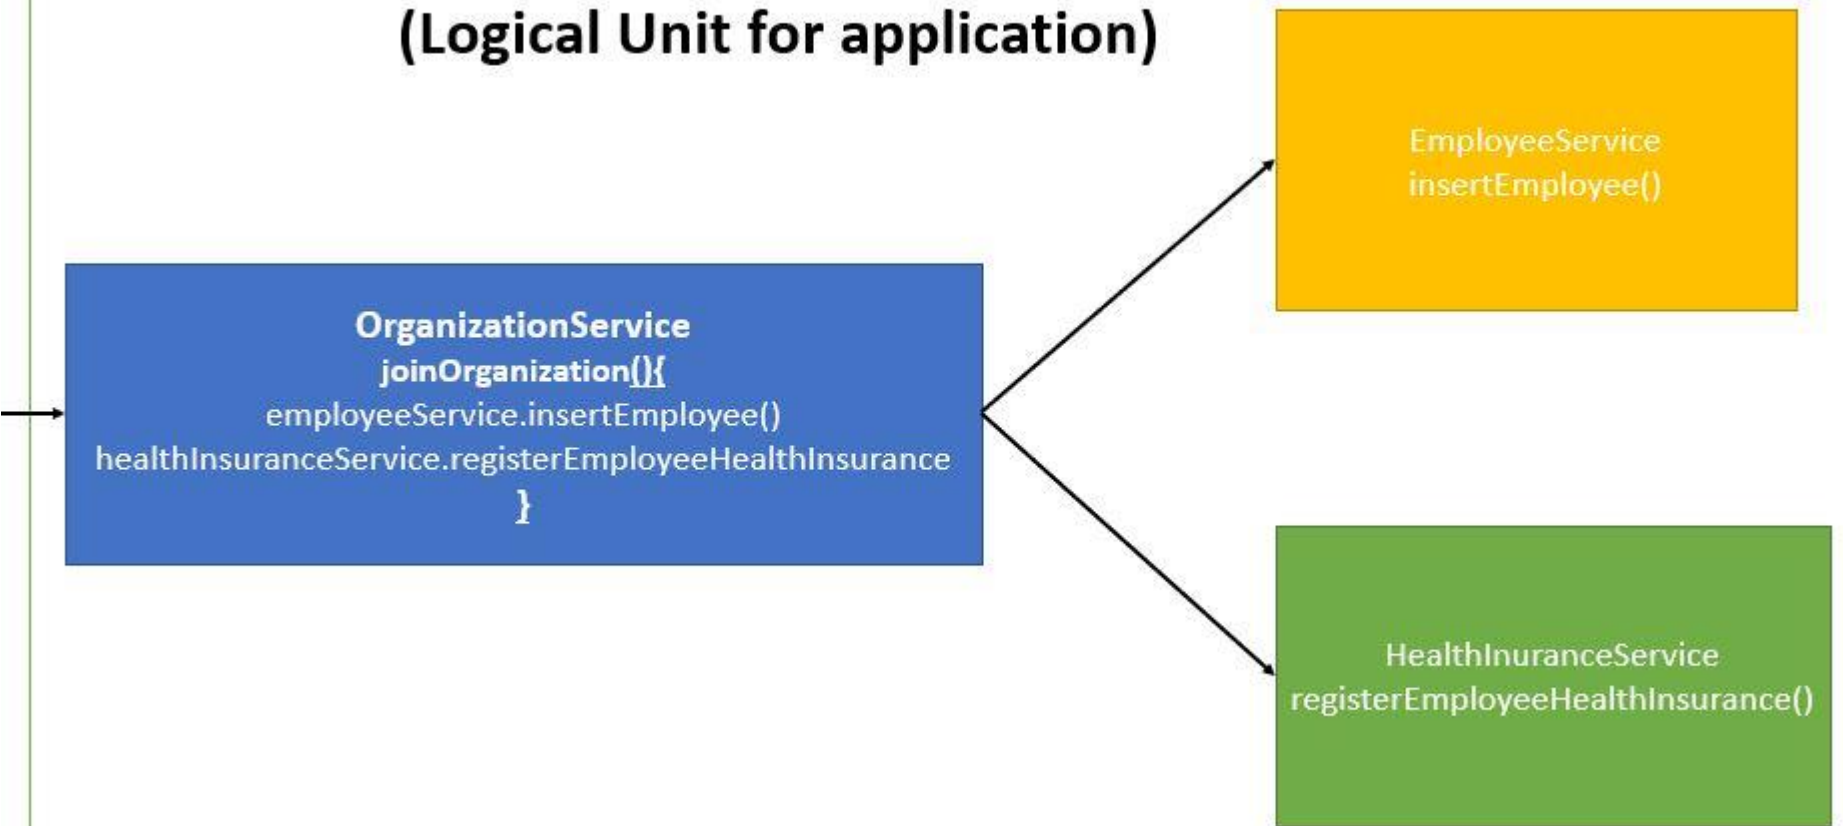 (Logical Unit for application)
EmployeeService
insertEmployee()
OrganizationService
joinOrganization(){
employeeService.insertEmployee()
healthInsuranceService.registerEmployeeHealthInsurance
}
HealthInuranceService
registerEmployeeHealthInsurance()